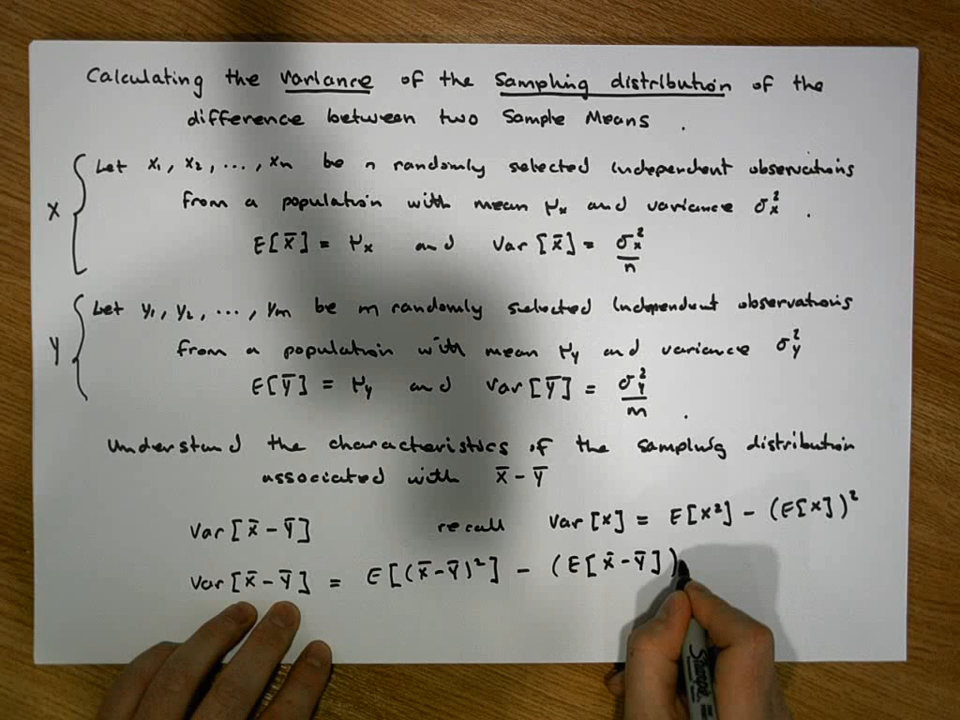 Calculating the variance of the sampling distribution of the
difference between two sample means.
Let x₁, x₂, ..., xₙ be n randomly selected independent observations
from a population with mean μₓ and variance σₓ².
X
E[X̄] = μₓ and Var[X̄] = σₓ²/n
Let y₁, y₂, ..., yₘ be m randomly selected independent observations
Y
from a population with mean μᵧ and variance σᵧ²
E[Ȳ] = μᵧ and Var[Ȳ] = σᵧ²/m.
Understand the characteristics of the sampling distribution
associated with X̄ - Ȳ
Var[X̄ - Ȳ] recall Var[X] = E[X²] - (E[X])²
Var[X̄ - Ȳ] = E[(X̄ - Ȳ)²] - (E[X̄ - Ȳ])
Sharpie